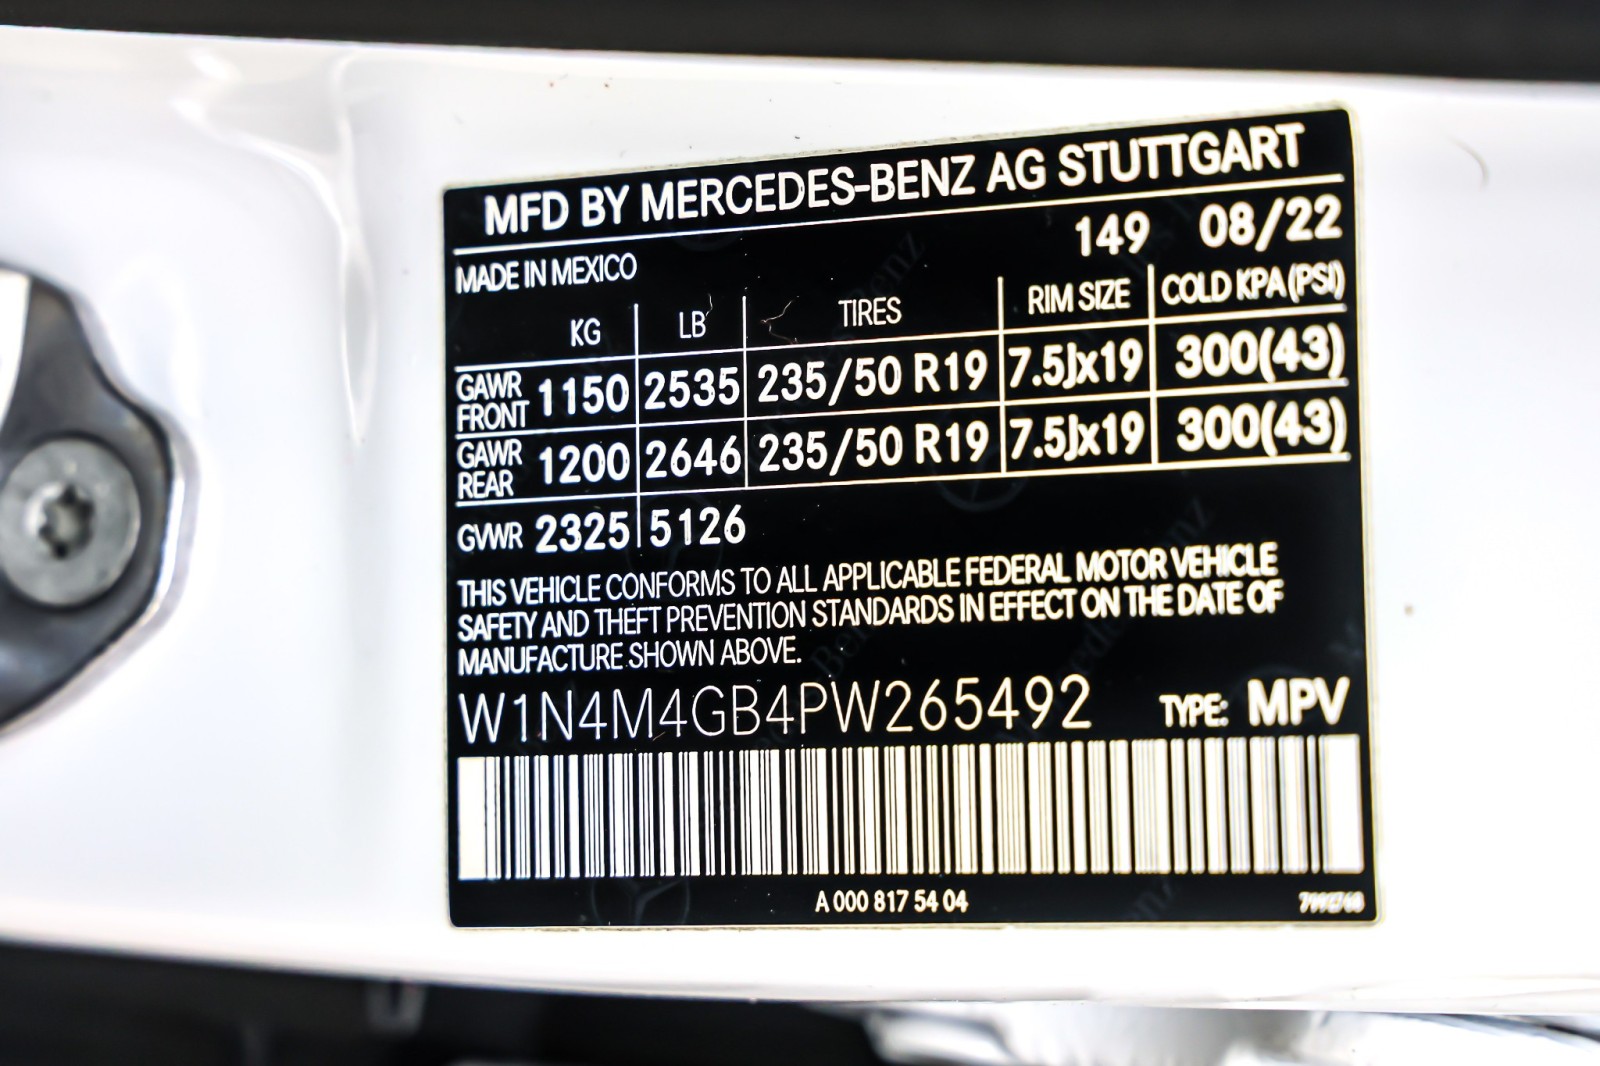 MFD BY MERCEDES-BENZ AG STUTTGART
MADE IN MEXICO 149 08/22
KG LB TIRES RIM SIZE COLD KPA(PSI)
GAWR FRONT 1150 2535 235/50 R19 7.5Jx19 300(43)
GAWR REAR 1200 2646 235/50 R19 7.5Jx19 300(43)
GVWR 2325 5126
THIS VEHICLE CONFORMS TO ALL APPLICABLE FEDERAL MOTOR VEHICLE
SAFETY AND THEFT PREVENTION STANDARDS IN EFFECT ON THE DATE OF
MANUFACTURE SHOWN ABOVE.
W1N4M4GB4PW265492 TYPE: MPV
A 000 817 54 04